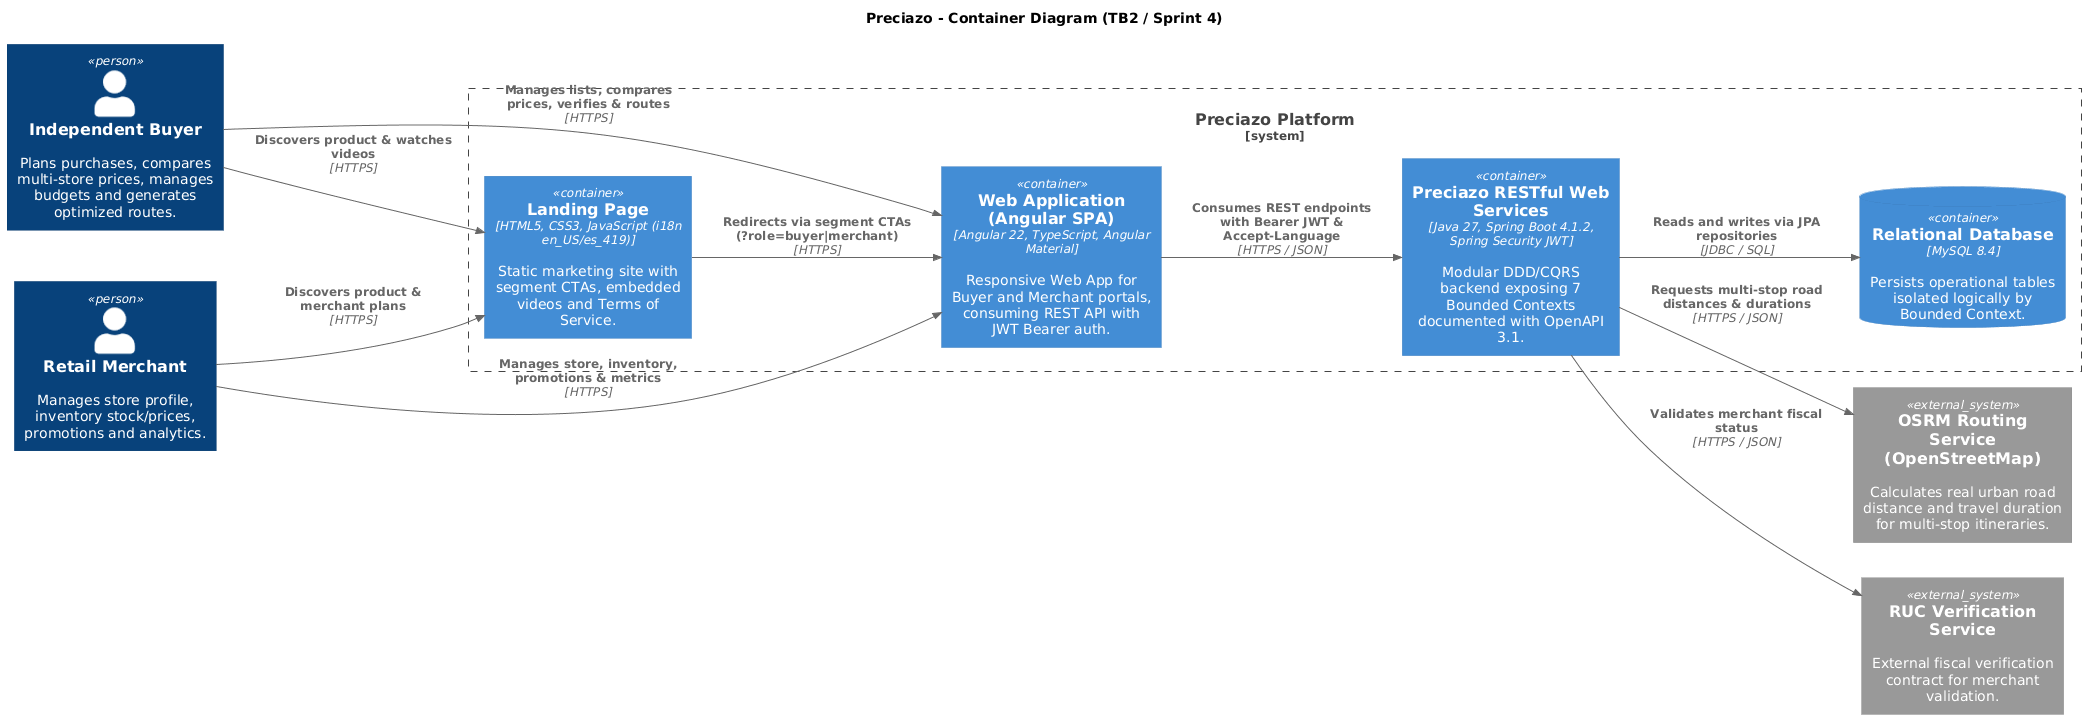 Preciazo - Container Diagram (TB2 / Sprint 4)
«person»
Independent Buyer
Plans purchases, compares
multi-store prices, manages
budgets and generates
optimized routes.
«person»
Retail Merchant
Manages store profile,
inventory stock/prices,
promotions and analytics.
Manages lists, compares
prices, verifies & routes
[HTTPS]
Discovers product & watches
videos
[HTTPS]
Discovers product &
merchant plans
[HTTPS]
Manages store, inventory,
promotions & metrics
[HTTPS]
Preciazo Platform
[system]
«container»
Landing Page
[HTML5, CSS3, JavaScript (i18n
en_US/es_419)]
Static marketing site with
segment CTAs, embedded
videos and Terms of
Service.
Redirects via segment CTAs
(?role=buyer|merchant)
[HTTPS]
«container»
Web Application
(Angular SPA)
[Angular 22, TypeScript, Angular
Material]
Responsive Web App for
Buyer and Merchant portals,
consuming REST API with
JWT Bearer auth.
Consumes REST endpoints
with Bearer JWT &
Accept-Language
[HTTPS / JSON]
«container»
Preciazo RESTful Web
Services
[Java 27, Spring Boot 4.1.2,
Spring Security JWT]
Modular DDD/CQRS
backend exposing 7
Bounded Contexts
documented with OpenAPI
3.1.
Reads and writes via JPA
repositories
[JDBC / SQL]
Requests multi-stop road
distances & durations
[HTTPS / JSON]
Validates merchant fiscal
status
[HTTPS / JSON]
«container»
Relational Database
[MySQL 8.4]
Persists operational tables
isolated logically by
Bounded Context.
«external_system»
OSRM Routing
Service
(OpenStreetMap)
Calculates real urban road
distance and travel duration
for multi-stop itineraries.
«external_system»
RUC Verification
Service
External fiscal verification
contract for merchant
validation.